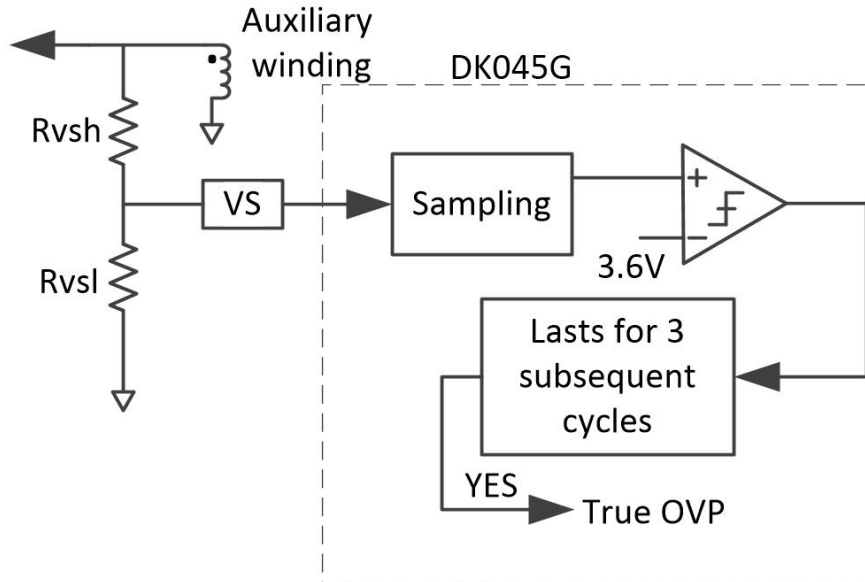 Auxiliary
winding
DK045G
Rvsh
VS
Sampling
+
−
3.6V
Rvsl
Lasts for 3
subsequent
cycles
YES
True OVP